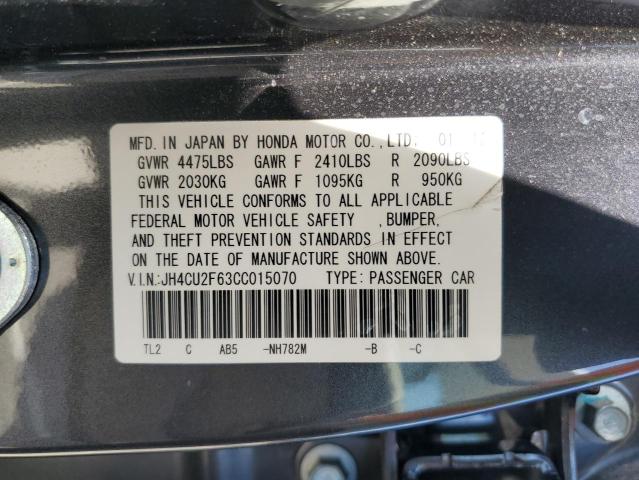 MFD. IN JAPAN BY HONDA MOTOR CO.,LTD. 01
GVWR 4475LBS GAWR F 2410LBS R 2090LBS
GVWR 2030KG GAWR F 1095KG R 950KG
THIS VEHICLE CONFORMS TO ALL APPLICABLE
FEDERAL MOTOR VEHICLE SAFETY ,BUMPER,
AND THEFT PREVENTION STANDARDS IN EFFECT
ON THE DATE OF MANUFACTURE SHOWN ABOVE.
V.I.N.:JH4CU2F63CC015070 TYPE: PASSENGER CAR
TL2 C AB5 -NH782M -B -C